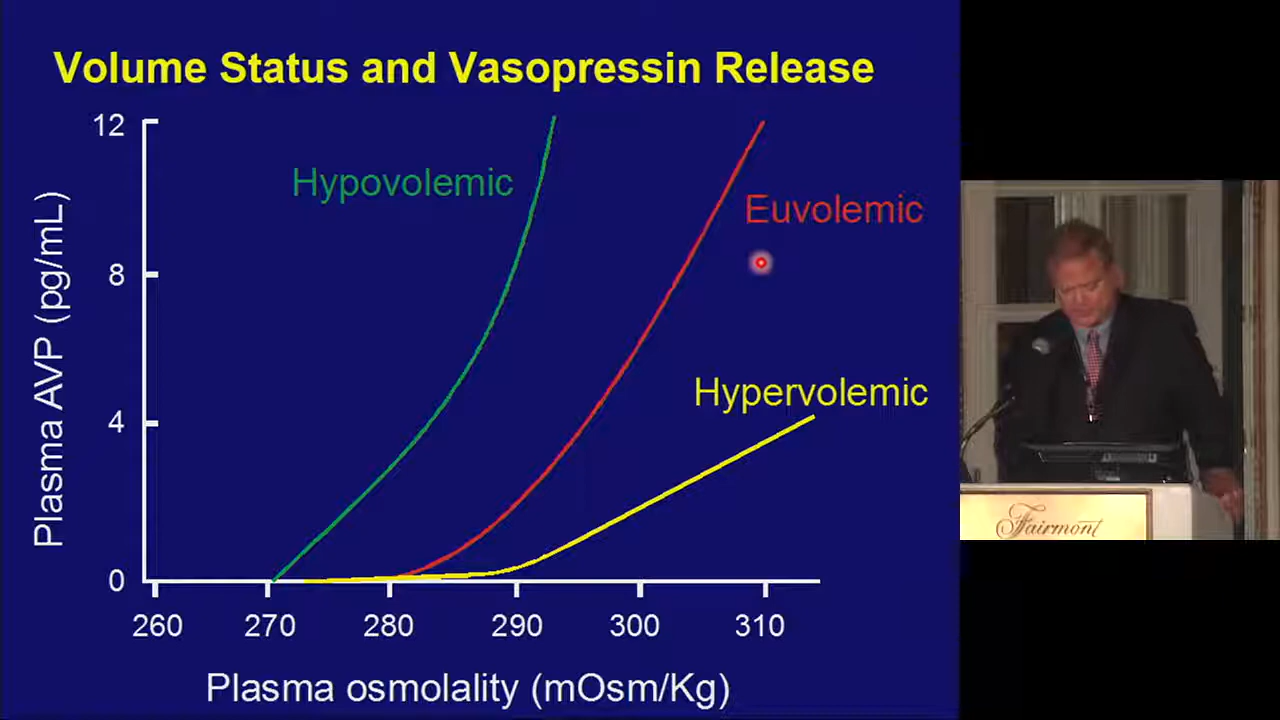 Volume Status and Vasopressin Release
12
8
4
0
Plasma AVP (pg/mL)
Hypovolemic
Euvolemic
Hypervolemic
260 270 280 290 300 310
Plasma osmolality (mOsm/Kg)
Fairmont